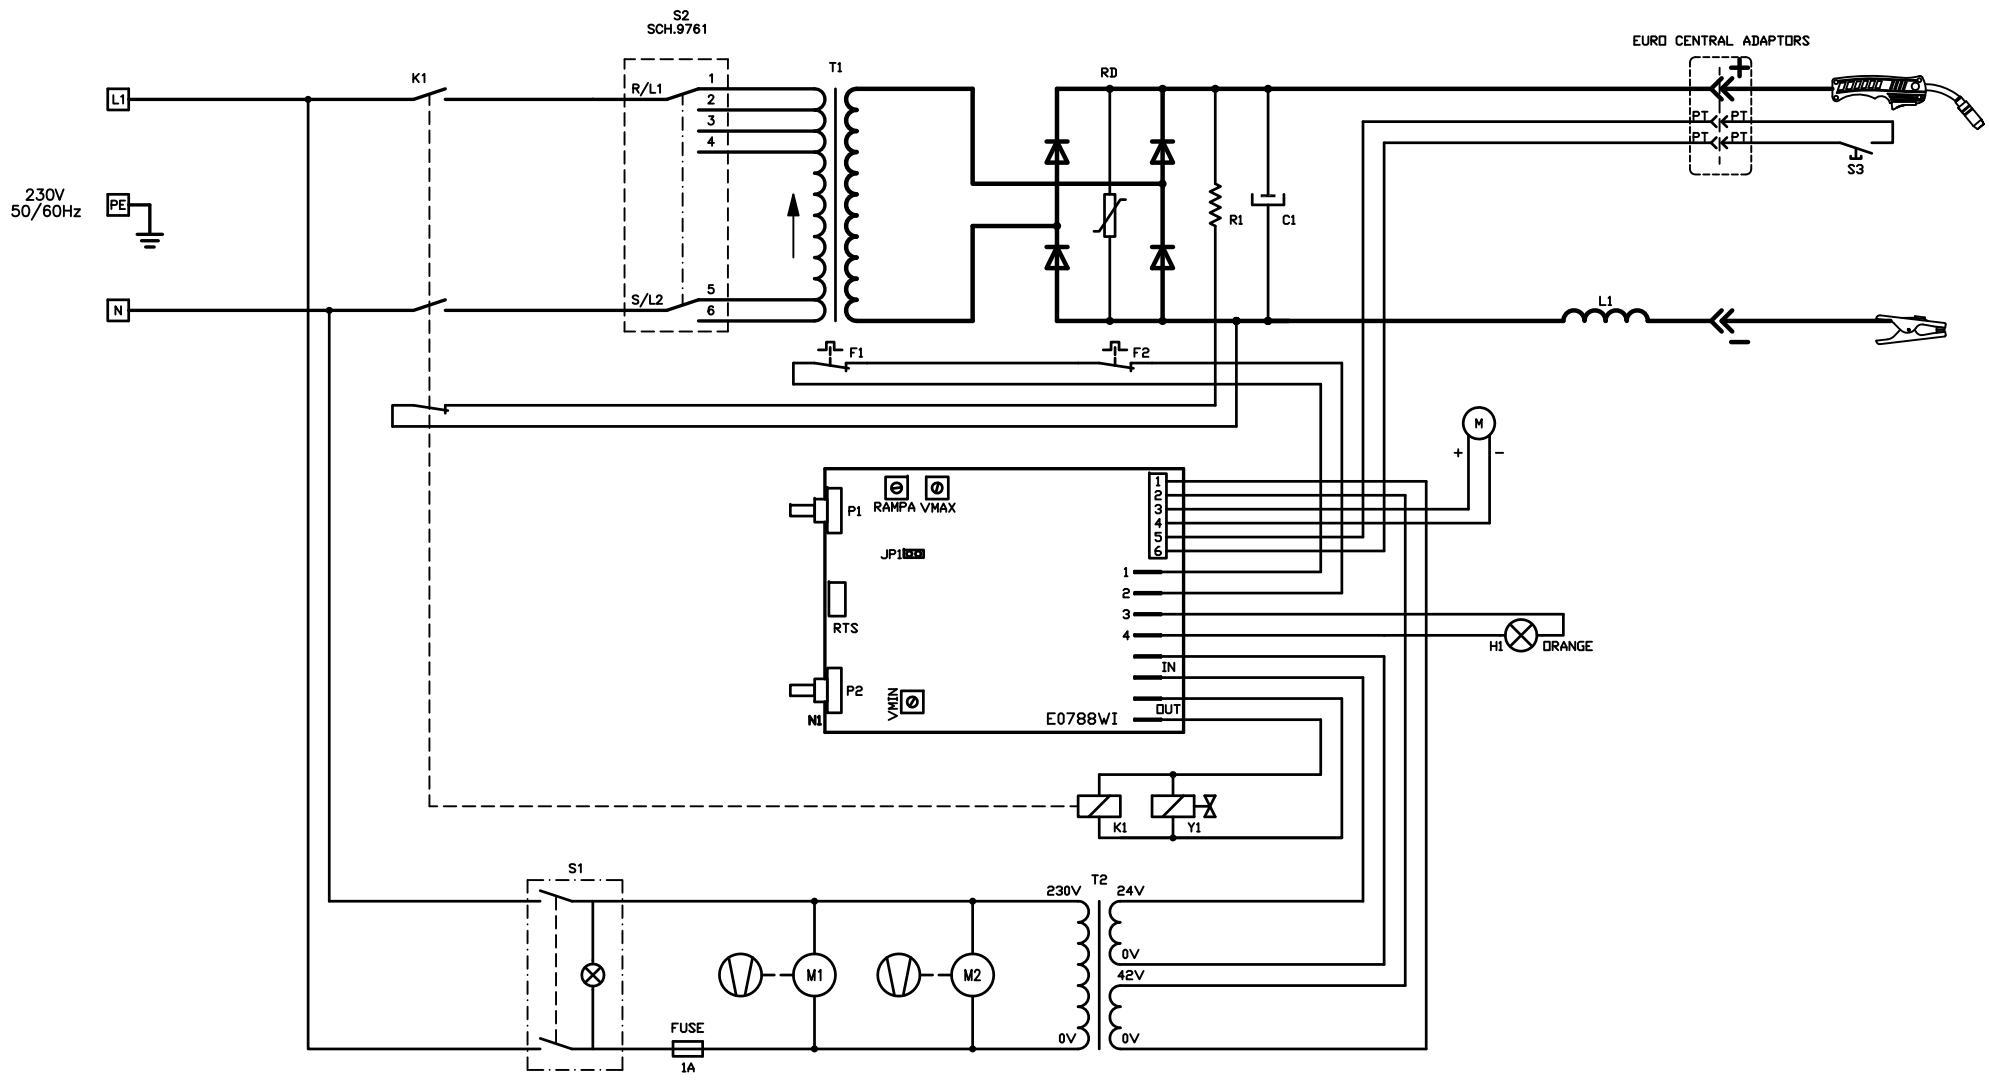 S2
SCH.9761
EURO CENTRAL ADAPTORS
+
K1
R/L1
1
2
3
4
T1
RD
L1
PT
PT
PT
PT
S3
230V
50/60Hz
PE
R1
C1
N
S/L2
5
6
L1
-
F1
F2
M
+
-
P1
RAMPA
VMAX
JP1
1
2
3
4
5
6
RTS
1
2
3
4
IN
OUT
H1
ORANGE
P2
N1
VMIN
E0788WI
K1
Y1
S1
230V
T2
24V
0V
42V
M1
M2
FUSE
1A
0V
0V